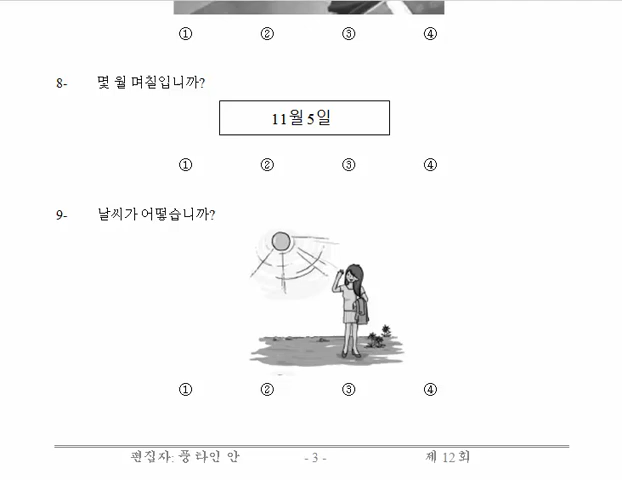 ① ② ③ ④
8- 몇 월 며칠입니까?
11월 5일
① ② ③ ④
9- 날씨가 어떻습니까?
① ② ③ ④
편집자: 풍 타인 안 - 3 - 제 12회